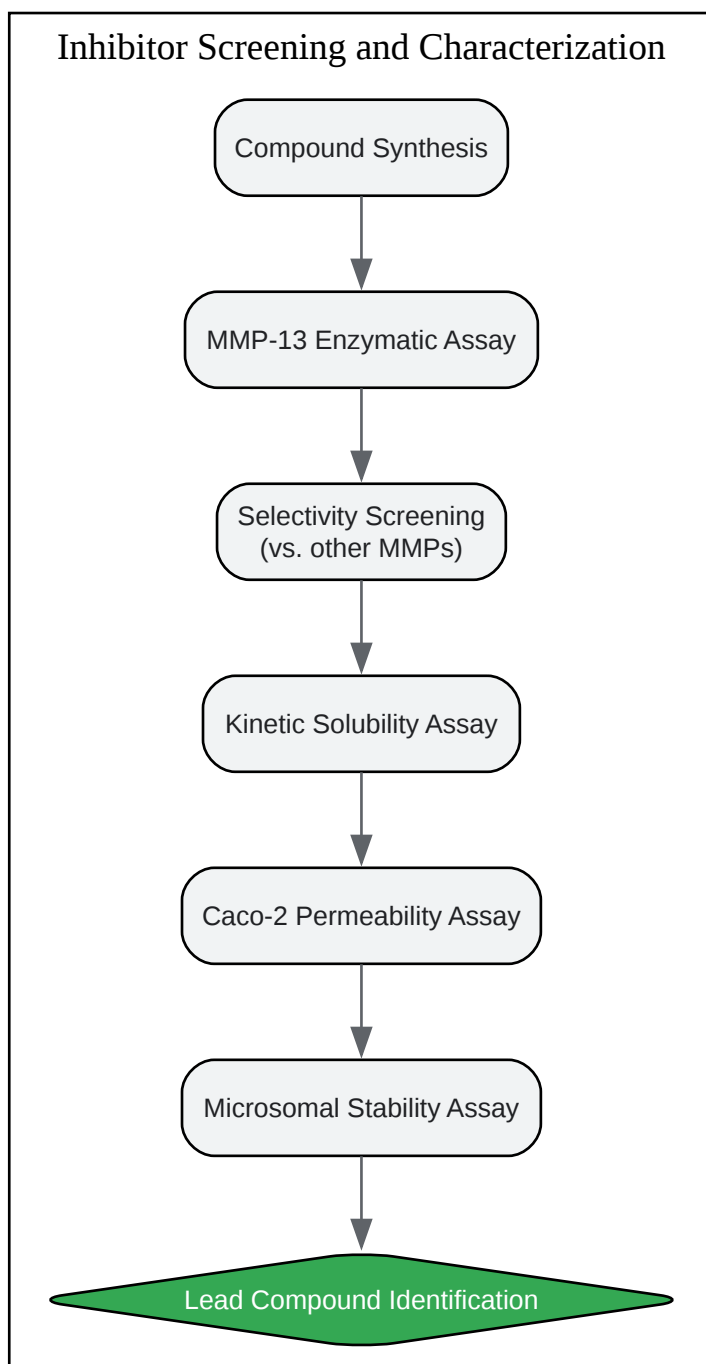 Inhibitor Screening and Characterization
Compound Synthesis
MMP-13 Enzymatic Assay
Selectivity Screening
(vs. other MMPs)
Kinetic Solubility Assay
Caco-2 Permeability Assay
Microsomal Stability Assay
Lead Compound Identification